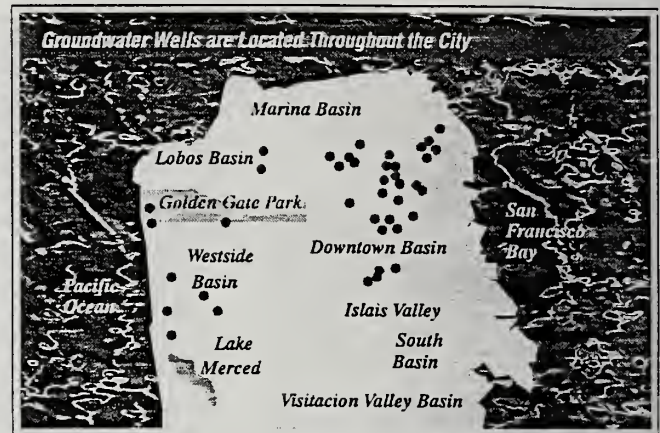 Groundwater Wells are Located Throughout the City
Marina Basin
Lobos Basin
Golden Gate Park
San
Francisco
Bay
Downtown Basin
Westside
Basin
Pacific
Ocean
Islais Valley
South
Basin
Lake
Merced
Visitacion Valley Basin